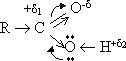 +δ₁ O⁻ᵟ
R → C
Ö ← H⁺ᵟ²